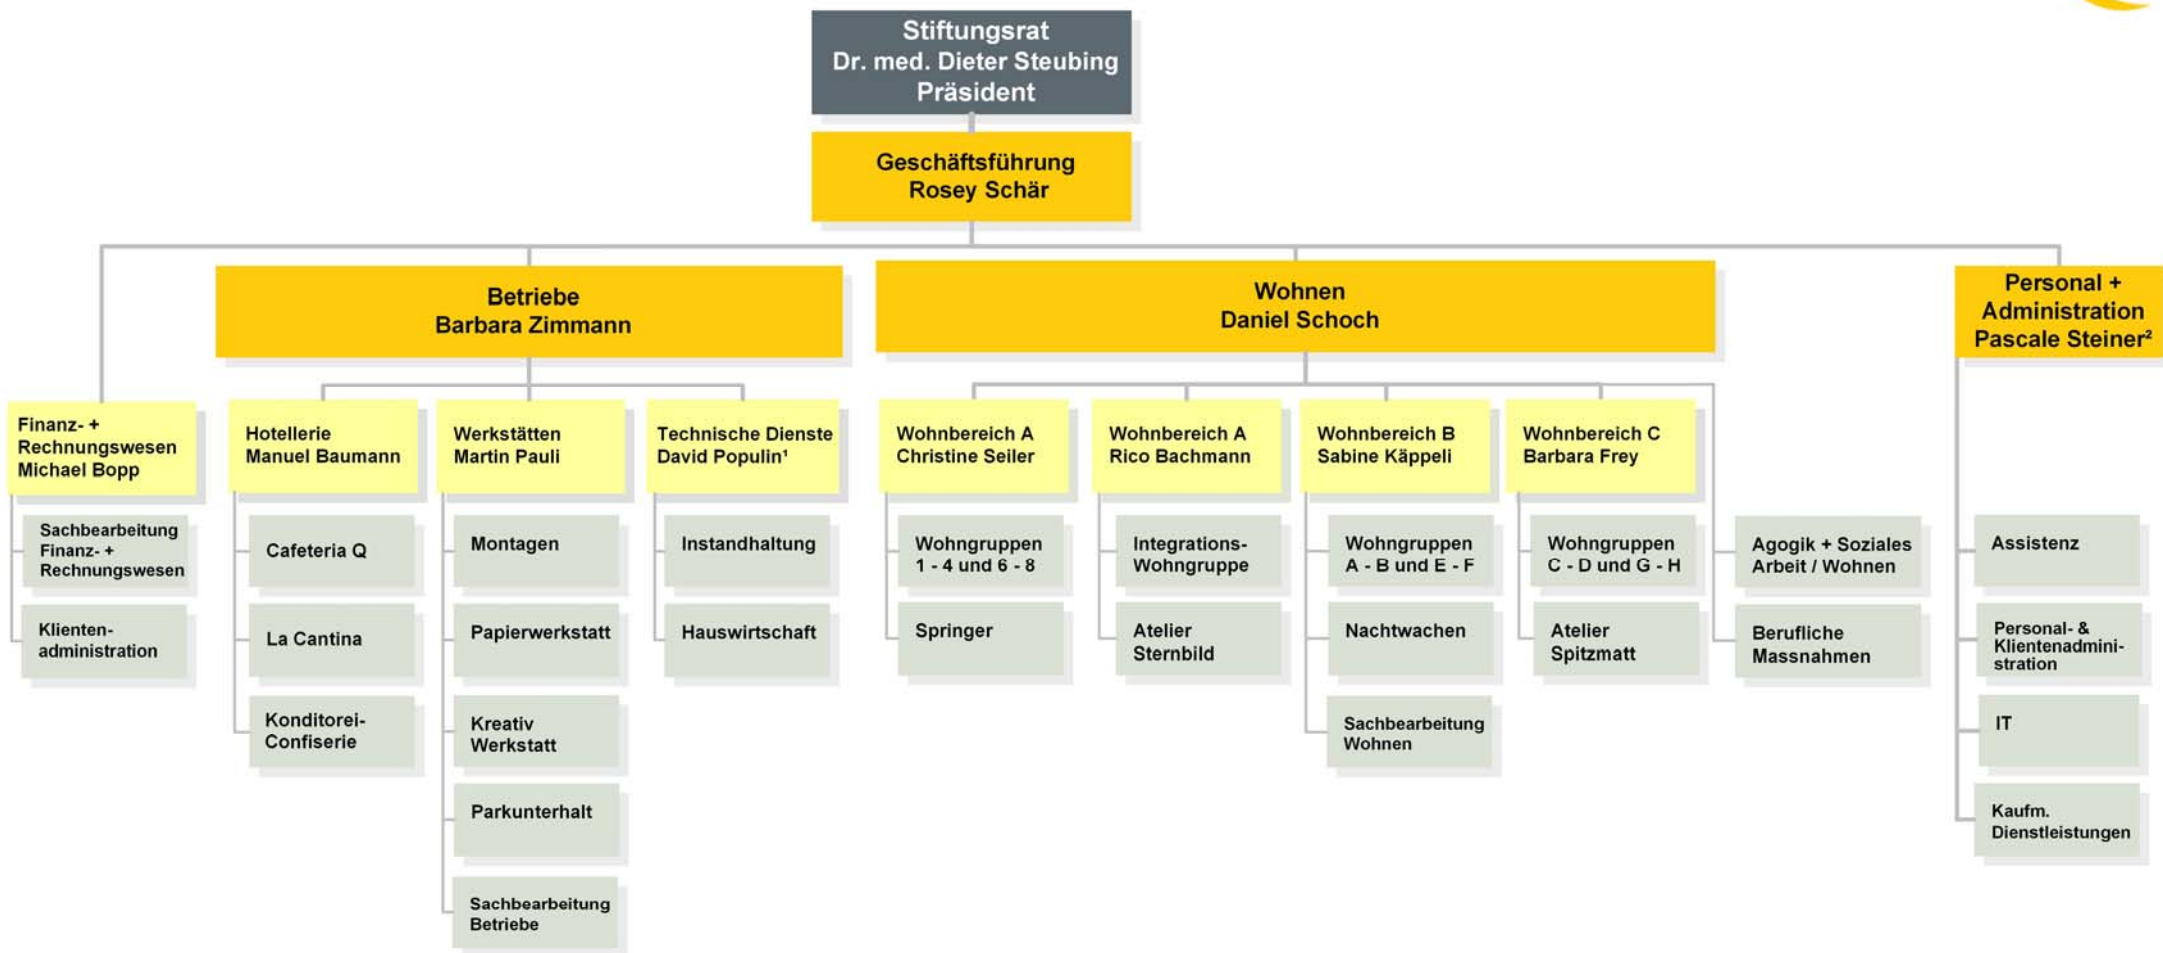 Stiftungsrat
Dr. med. Dieter Steubing
Präsident
Geschäftsführung
Rosey Schär
Betriebe
Barbara Zimmann
Wohnen
Daniel Schoch
Personal +
Administration
Pascale Steiner²
Finanz- +
Rechnungswesen
Michael Bopp
Sachbearbeitung
Finanz- +
Rechnungswesen
Klienten-
administration
Hotellerie
Manuel Baumann
Cafeteria Q
La Cantina
Konditorei-
Confiserie
Werkstätten
Martin Pauli
Montagen
Papierwerkstatt
Kreativ
Werkstatt
Parkunterhalt
Sachbearbeitung
Betriebe
Technische Dienste
David Populin¹
Instandhaltung
Hauswirtschaft
Wohnbereich A
Christine Seiler
Wohngruppen
1 - 4 und 6 - 8
Springer
Wohnbereich A
Rico Bachmann
Integrations-
Wohngruppe
Atelier
Sternbild
Wohnbereich B
Sabine Käppeli
Wohngruppen
A - B und E - F
Nachtwachen
Sachbearbeitung
Wohnen
Wohnbereich C
Barbara Frey
Wohngruppen
C - D und G - H
Atelier
Spitzmatt
Agogik + Soziales
Arbeit / Wohnen
Berufliche
Massnahmen
Assistenz
Personal- &
Klientenadmini-
stration
IT
Kaufm.
Dienstleistungen